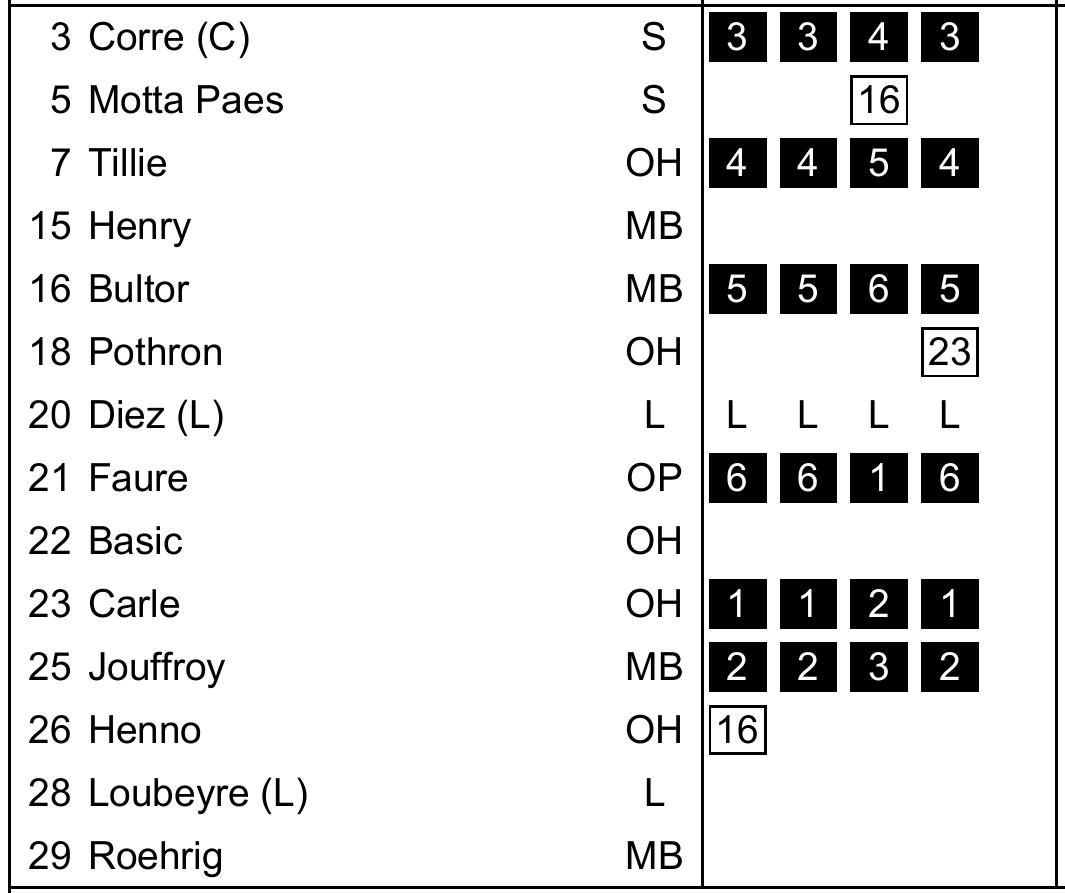 3 Corre (C) S 3 3 4 3
5 Motta Paes S 16
7 Tillie OH 4 4 5 4
15 Henry MB
16 Bultor MB 5 5 6 5
18 Pothron OH 23
20 Diez (L) L L L L L
21 Faure OP 6 6 1 6
22 Basic OH
23 Carle OH 1 1 2 1
25 Jouffroy MB 2 2 3 2
26 Henno OH 16
28 Loubeyre (L) L
29 Roehrig MB